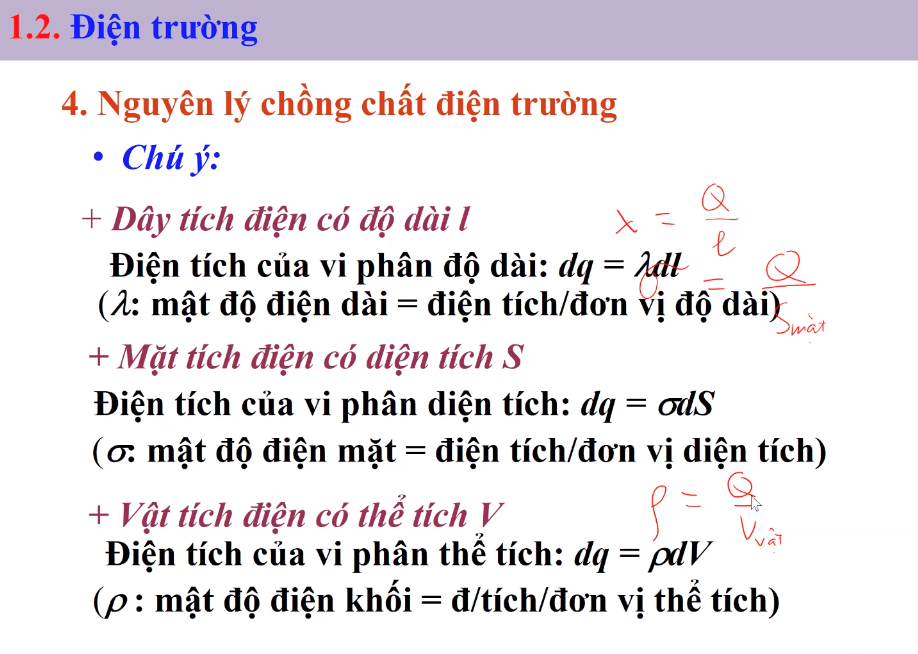 1.2. Điện trường
4. Nguyên lý chồng chất điện trường
• Chú ý:
+ Dây tích điện có độ dài l
λ = Q/l
Điện tích của vi phân độ dài: dq = λdl
σ = Q/S mặt
(λ: mật độ điện dài = điện tích/đơn vị độ dài)
+ Mặt tích điện có diện tích S
Điện tích của vi phân diện tích: dq = σdS
(σ: mật độ điện mặt = điện tích/đơn vị diện tích)
+ Vật tích điện có thể tích V
ρ = Q/V vật
Điện tích của vi phân thể tích: dq = ρdV
(ρ : mật độ điện khối = đ/tích/đơn vị thể tích)